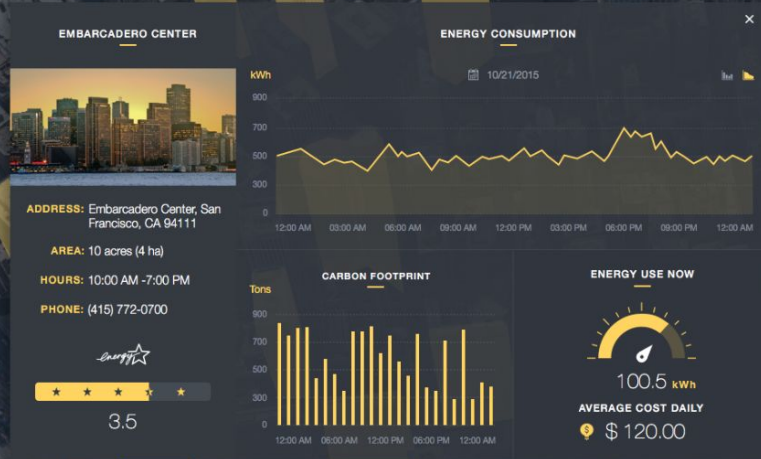 EMBARCADERO CENTER
ADDRESS: Embarcadero Center, San
Francisco, CA 94111
AREA: 10 acres (4 ha)
HOURS: 10:00 AM -7:00 PM
PHONE: (415) 772-0700
energy
3.5
ENERGY CONSUMPTION
kWh
10/21/2015
900
700
500
300
0
12:00 AM 03:00 AM 06:00 AM 09:00 AM 12:00 PM 03:00 PM 06:00 PM 09:00 PM 12:00 AM
CARBON FOOTPRINT
Tons
900
700
500
300
0
12:00 AM 06:00 AM 12:00 PM 06:00 PM 12:00 AM
ENERGY USE NOW
100.5 kWh
AVERAGE COST DAILY
$ 120.00